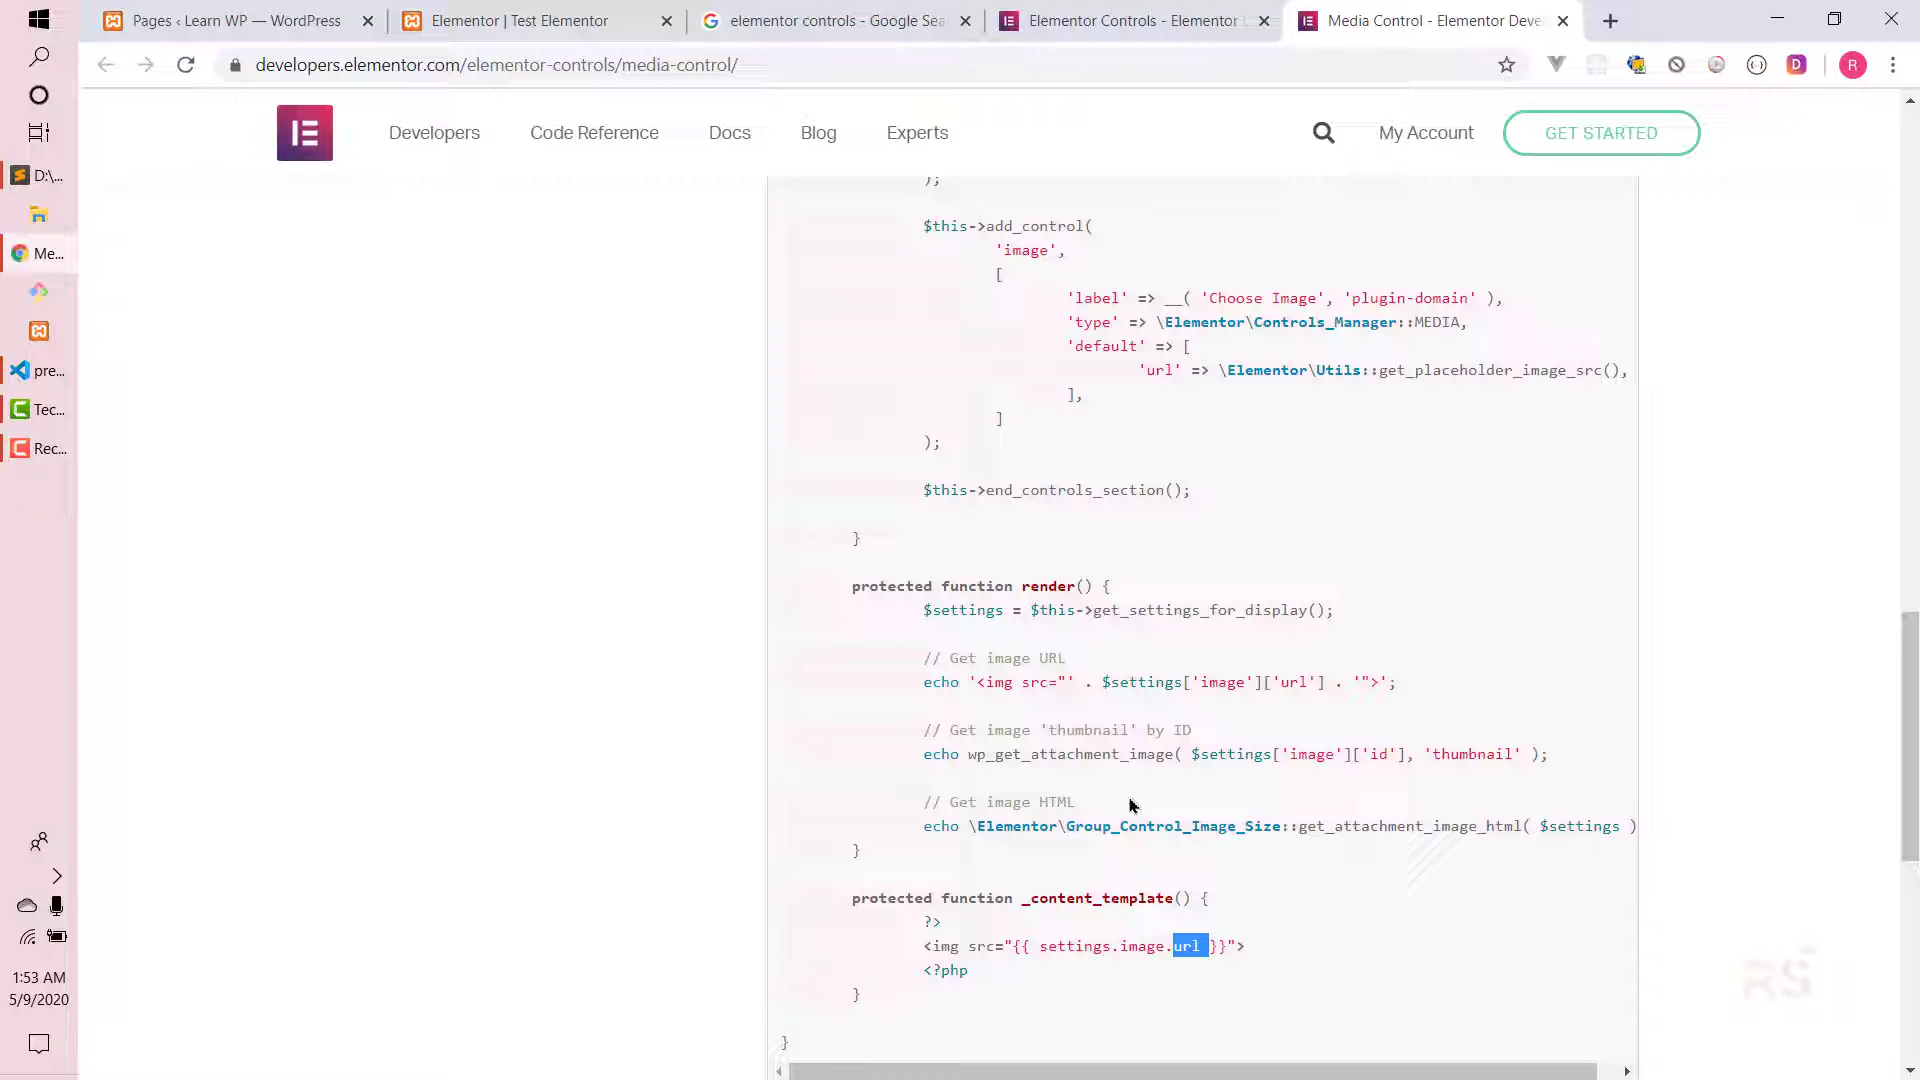 Pages ‹ Learn WP — WordPress
Elementor | Test Elementor
elementor controls - Google Sea
Elementor Controls - Elementor
Media Control - Elementor Deve
developers.elementor.com/elementor-controls/media-control/
R
D
Developers
Code Reference
Docs
Blog
Experts
My Account
GET STARTED
);
$this->add_control(
'image',
[
'label' => __( 'Choose Image', 'plugin-domain' ),
'type' => \Elementor\Controls_Manager::MEDIA,
'default' => [
'url' => \Elementor\Utils::get_placeholder_image_src(),
],
]
);
$this->end_controls_section();
}
protected function render() {
$settings = $this->get_settings_for_display();
// Get image URL
echo '<img src="' . $settings['image']['url'] . '">';
// Get image 'thumbnail' by ID
echo wp_get_attachment_image( $settings['image']['id'], 'thumbnail' );
// Get image HTML
echo \Elementor\Group_Control_Image_Size::get_attachment_image_html( $settings )
}
protected function _content_template() {
?>
<img src="{{ settings.image.url }}">
<?php
}
}
D:\...
Me...
pre...
Tec...
Rec...
1:53 AM
5/9/2020
RS